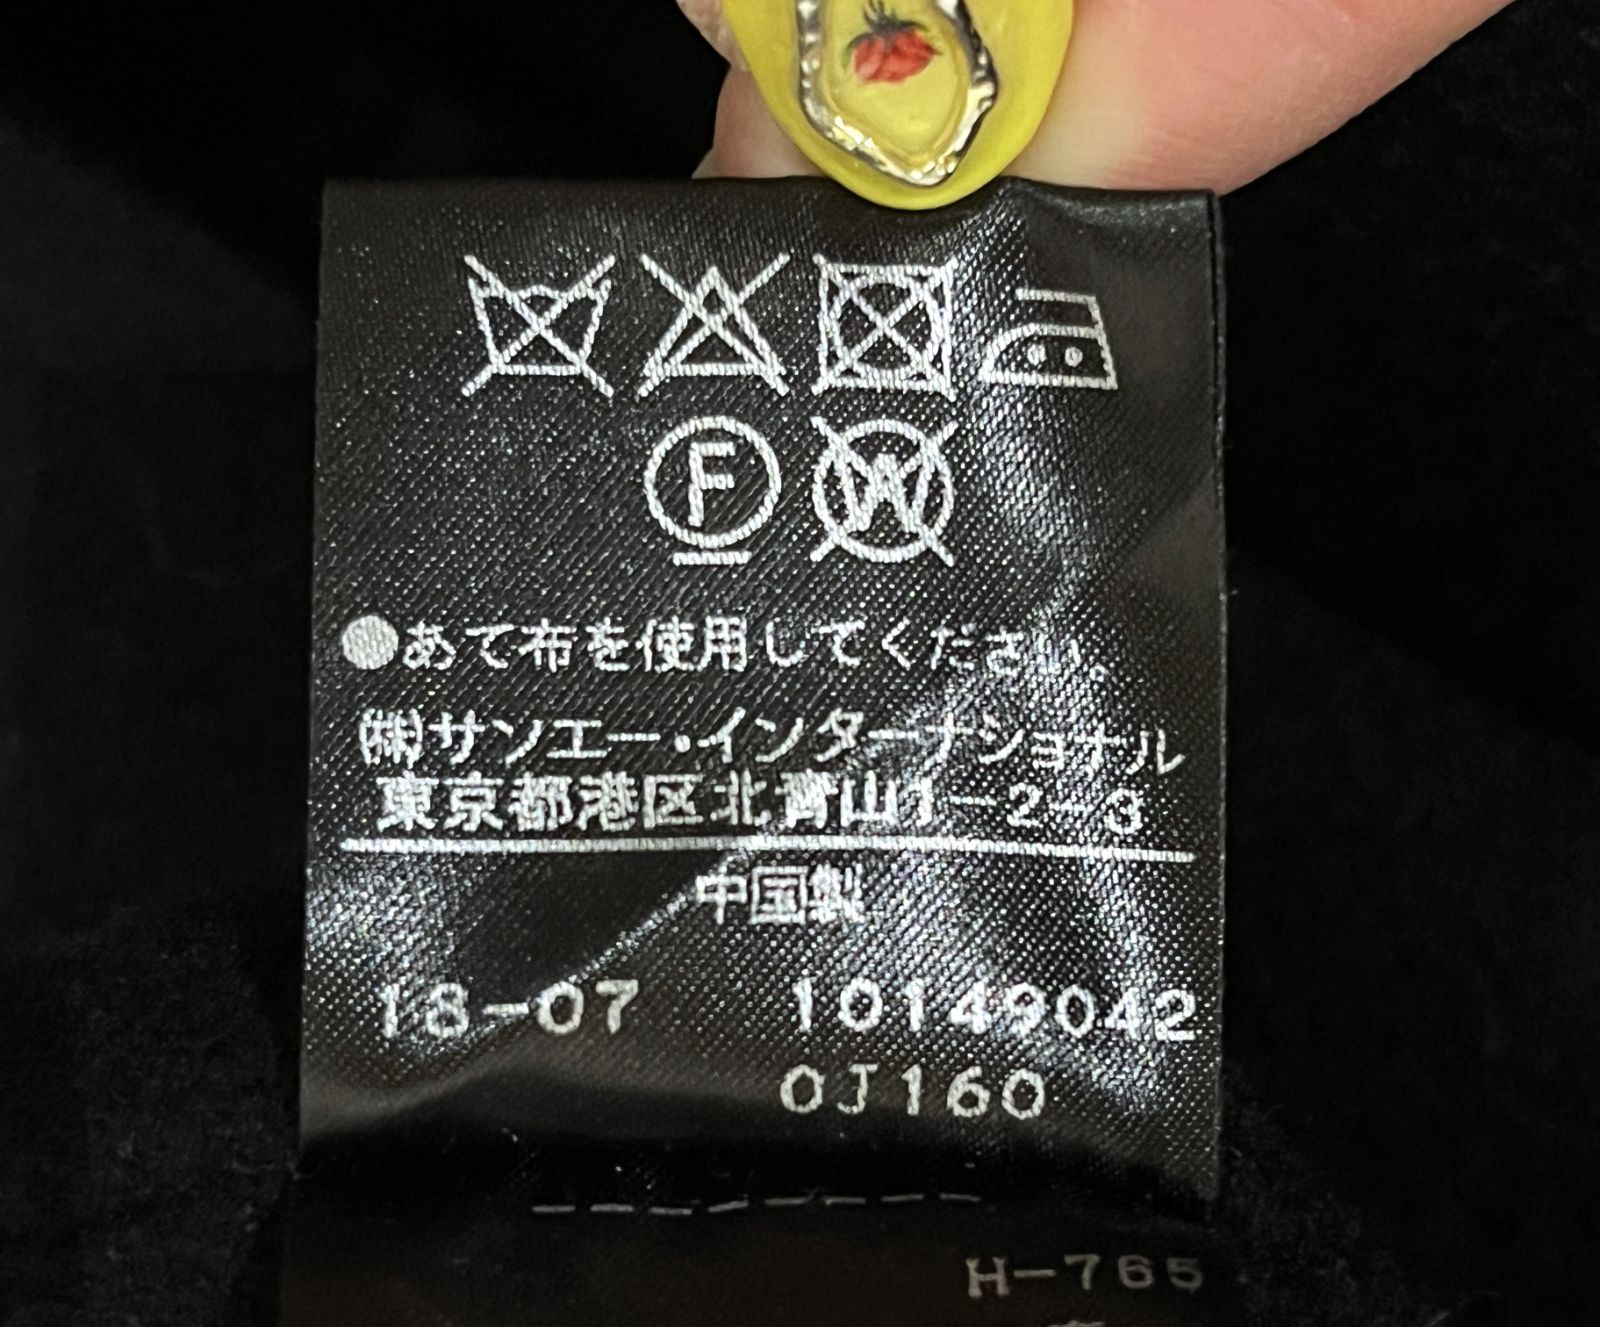 F W
●あて布を使用してください。
㈱サンエー・インターナショナル
東京都港区北青山1-2-3
中国製
18-07 10149042
0J160
H-765